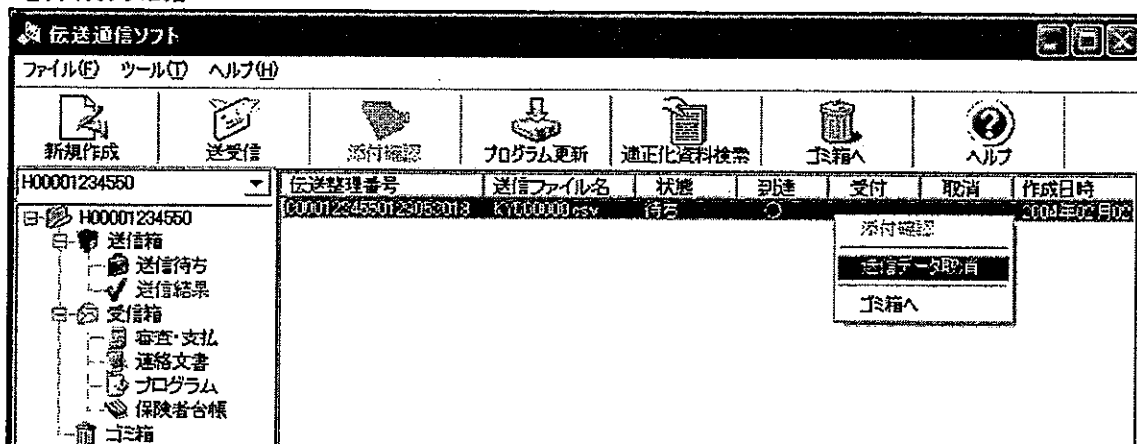 伝送通信ソフト
ファイル(F) ツール(T) ヘルプ(H)
新規作成 送受信 添付確認 プログラム更新 適正化資料検索 ゴミ箱へ ヘルプ
H00001234550
伝送整理番号 送信ファイル名 状態 到達 受付 取消 作成日時
待ち
H00001234550
送信箱
送信待ち
送信結果
受信箱
審査・支払
連絡文書
プログラム
保険者台帳
ゴミ箱
添付確認
送信データ取消
ゴミ箱へ